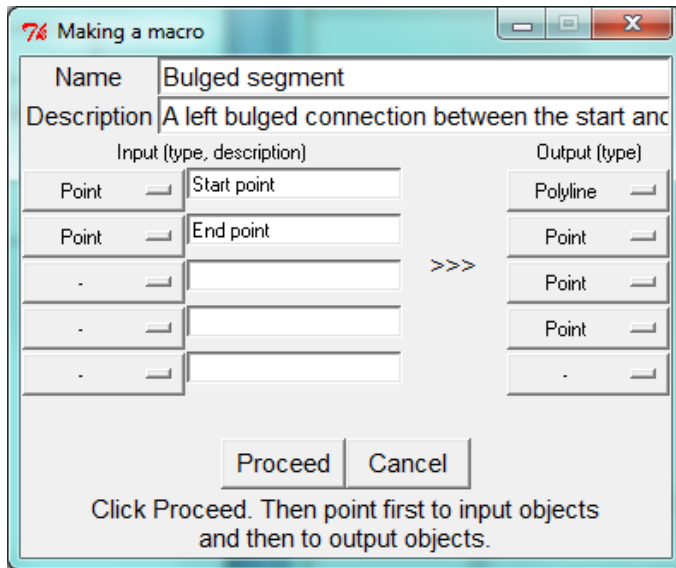 Making a macro
Name Bulged segment
Description A left bulged connection between the start and
Input (type, description) Output (type)
Point Start point Polyline
Point End point Point
>>>
- Point
- Point
- -
Proceed Cancel
Click Proceed. Then point first to input objects
and then to output objects.